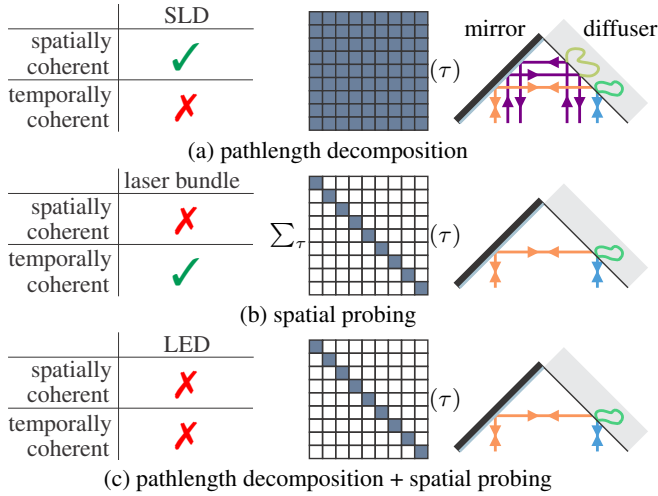 SLD
spatially
coherent ✓
temporally
coherent ✗
(τ)
mirror diffuser
(a) pathlength decomposition
laser bundle
spatially
coherent ✗
temporally
coherent ✓
∑τ (τ)
(b) spatial probing
LED
spatially
coherent ✗
temporally
coherent ✗
(τ)
(c) pathlength decomposition + spatial probing